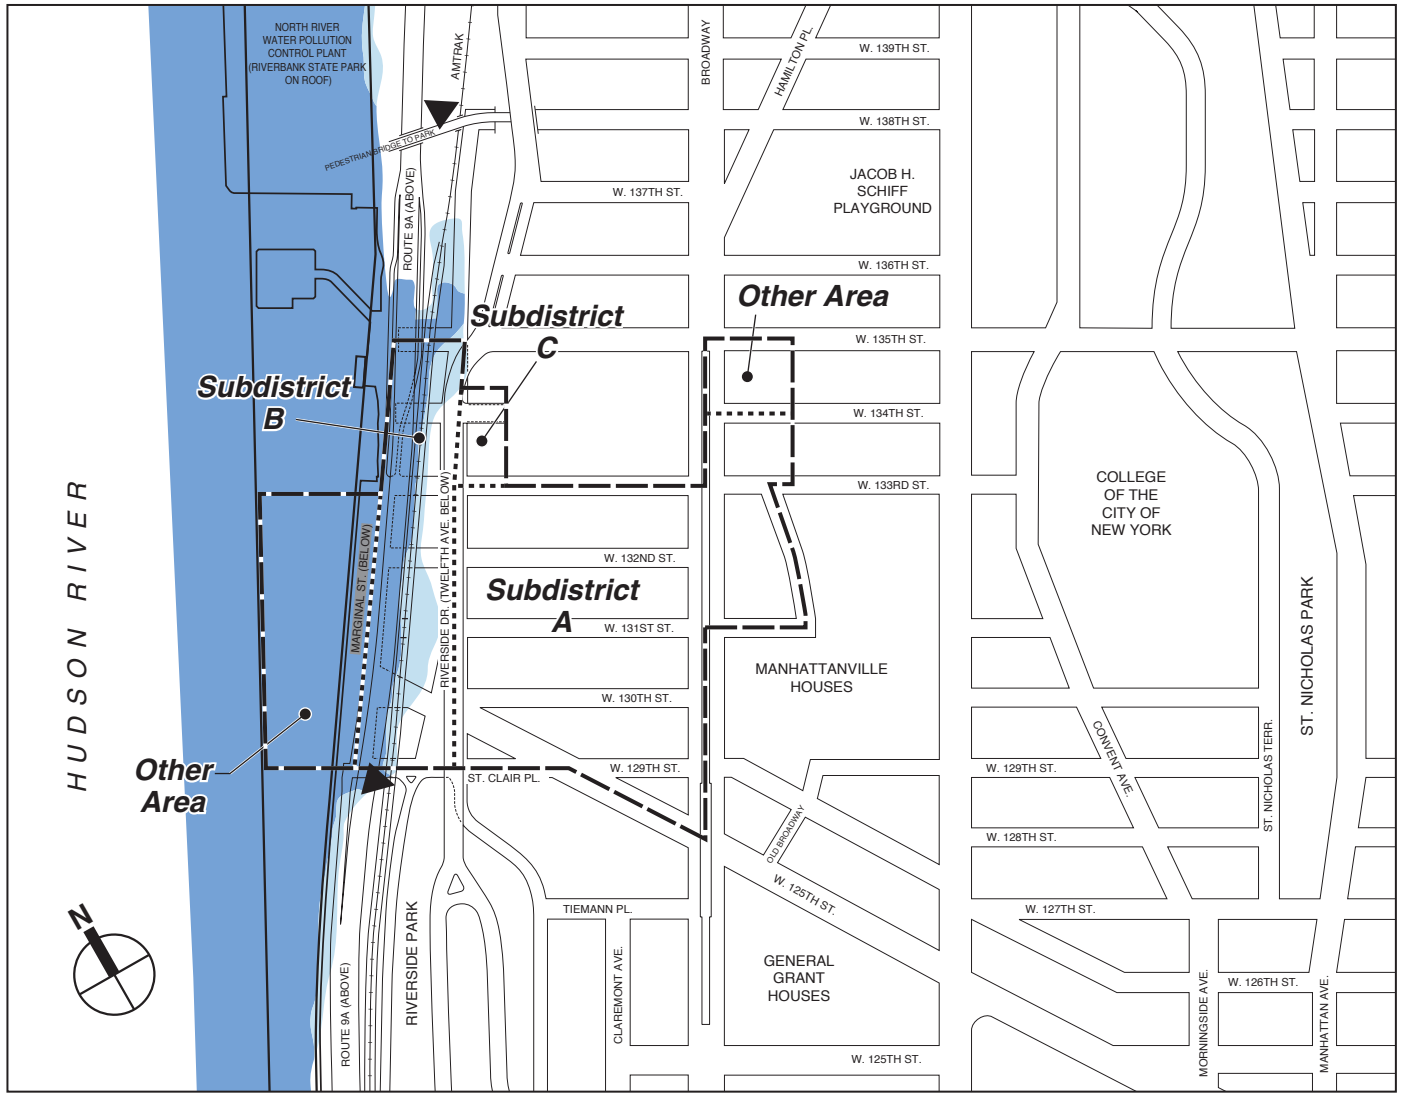 NORTH RIVER
WATER POLLUTION
CONTROL PLANT
(RIVERBANK STATE PARK
ON ROOF)
AMTRAK
BROADWAY
HAMILTON PL.
W. 139TH ST.
W. 138TH ST.
PEDESTRIAN BRIDGE TO PARK
ROUTE 9A (ABOVE)
W. 137TH ST.
JACOB H.
SCHIFF
PLAYGROUND
W. 136TH ST.
Other Area
Subdistrict
C
W. 135TH ST.
Subdistrict
B
W. 134TH ST.
W. 133RD ST.
COLLEGE
OF THE
CITY OF
NEW YORK
HUDSON RIVER
MARGINAL ST. (BELOW)
RIVERSIDE DR. (TWELFTH AVE. BELOW)
W. 132ND ST.
Subdistrict
A
W. 131ST ST.
ST. NICHOLAS PARK
MANHATTANVILLE
HOUSES
W. 130TH ST.
CONVENT AVE.
ST. NICHOLAS TERR.
Other
Area
ST. CLAIR PL.
W. 129TH ST.
W. 129TH ST.
OLD BROADWAY
W. 128TH ST.
W. 125TH ST.
N
RIVERSIDE PARK
TIEMANN PL.
W. 127TH ST.
ROUTE 9A (ABOVE)
CLAREMONT AVE.
GENERAL
GRANT
HOUSES
W. 126TH ST.
MORNINGSIDE AVE.
MANHATTAN AVE.
W. 125TH ST.